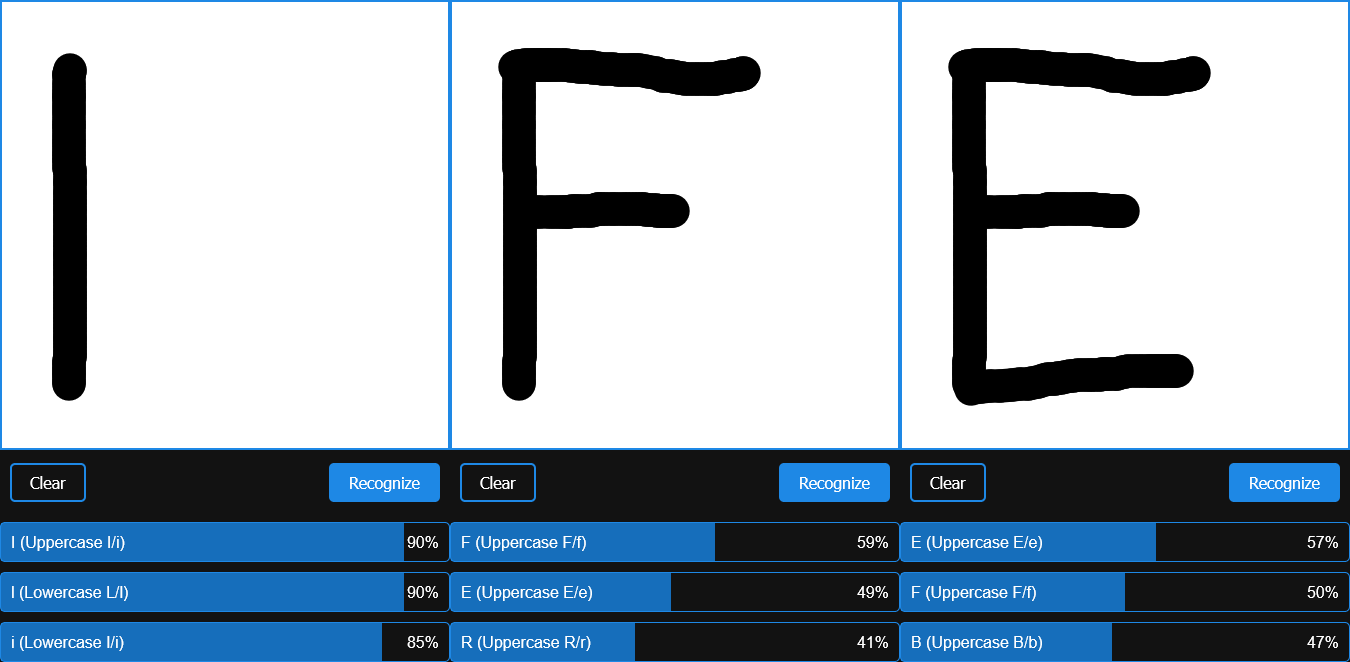 I F E
Clear Recognize Clear Recognize Clear Recognize
I (Uppercase I/i) 90% F (Uppercase F/f) 59% E (Uppercase E/e) 57%
l (Lowercase L/l) 90% E (Uppercase E/e) 49% F (Uppercase F/f) 50%
i (Lowercase I/i) 85% R (Uppercase R/r) 41% B (Uppercase B/b) 47%